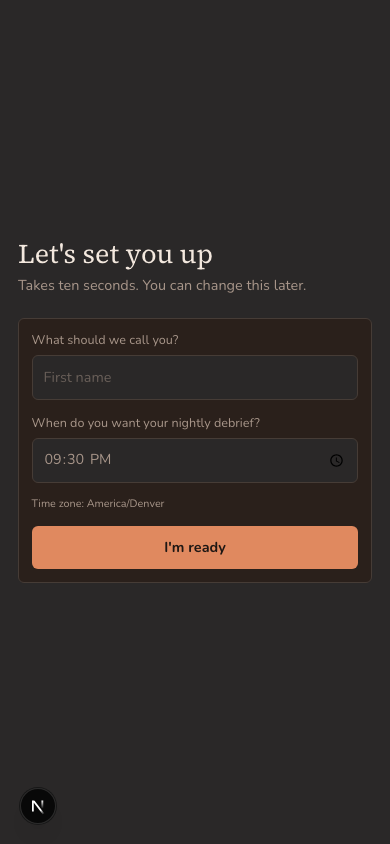 Let's set you up
Takes ten seconds. You can change this later.
What should we call you?
First name
When do you want your nightly debrief?
09:30 PM
Time zone: America/Denver
I'm ready
N